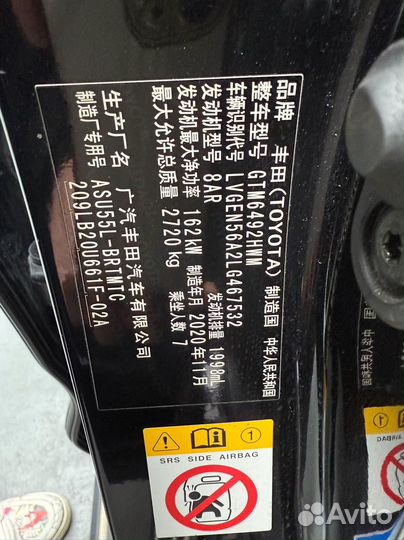 品牌 丰田(TOYOTA) 制造国 中华人民共和国
整车型号 GTM6492HWM
车辆识别代号 LVGEN56A2LG467532
发动机型号 8AR 发动机排量 1998mL
发动机最大净功率 162kW 制造年月 2020年11月
最大允许总质量 2720kg 乘坐人数 7
生产厂名 广汽丰田汽车有限公司
制造厂专用号 ASU55L-BRTMTC
209LB20U661F-02A
SRS SIDE AIRBAG
1
AIRBAG
Avito